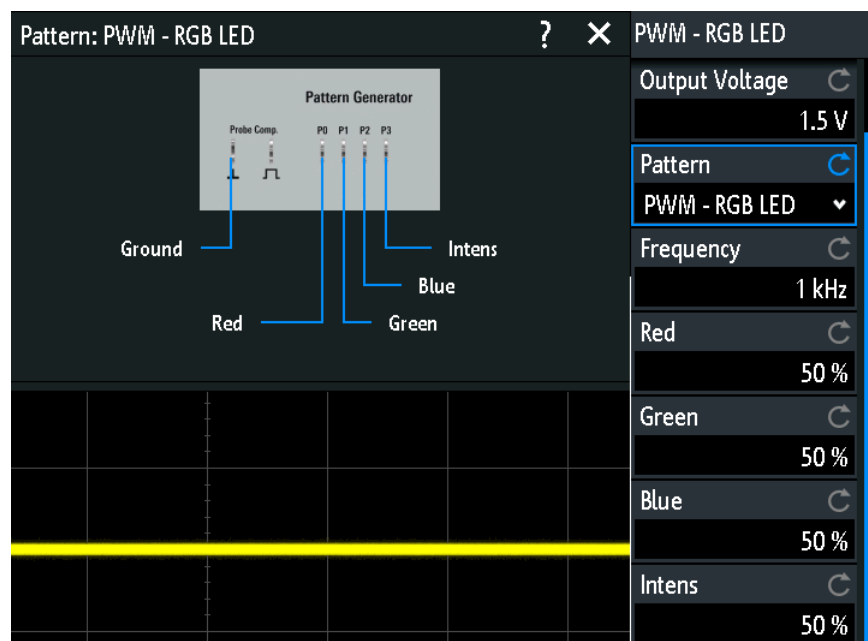 Pattern: PWM - RGB LED ? ✕
Pattern Generator
Probe Comp. P0 P1 P2 P3
Ground
Intens
Blue
Red
Green
PWM - RGB LED
Output Voltage
1.5 V
Pattern
PWM - RGB LED
Frequency
1 kHz
Red
50 %
Green
50 %
Blue
50 %
Intens
50 %